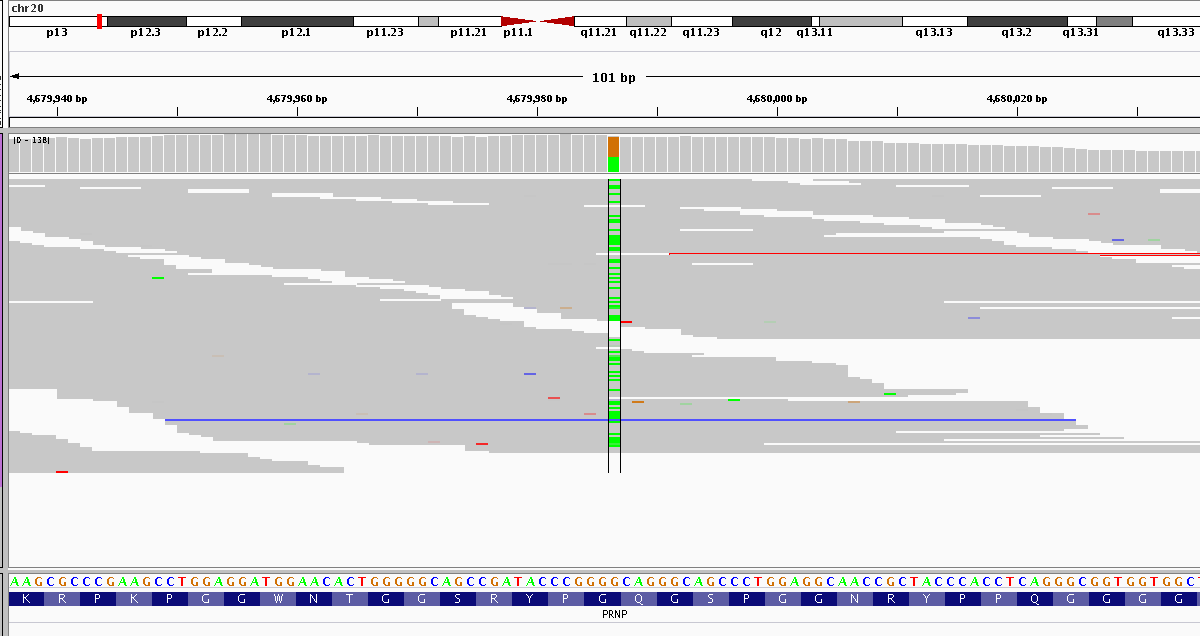 chr20
p13 p12.3 p12.2 p12.1 p11.23 p11.21 p11.1 q11.21 q11.22 q11.23 q12 q13.11 q13.13 q13.2 q13.31 q13.33
101 bp
4,679,940 bp 4,679,960 bp 4,679,980 bp 4,680,000 bp 4,680,020 bp
[0 - 138]
AAGCGCCCGAAGCCTGGAGGATGGAACACTGGGGGCAGCCGATACCCGGGGCAGGGCAGCCCTGGAGGCAACCGCTACCCACCTCAGGGCGGTGGTGGC
K R P K P G G W N T G G S R Y P G Q G S P G G N R Y P P Q G G G G
PRNP